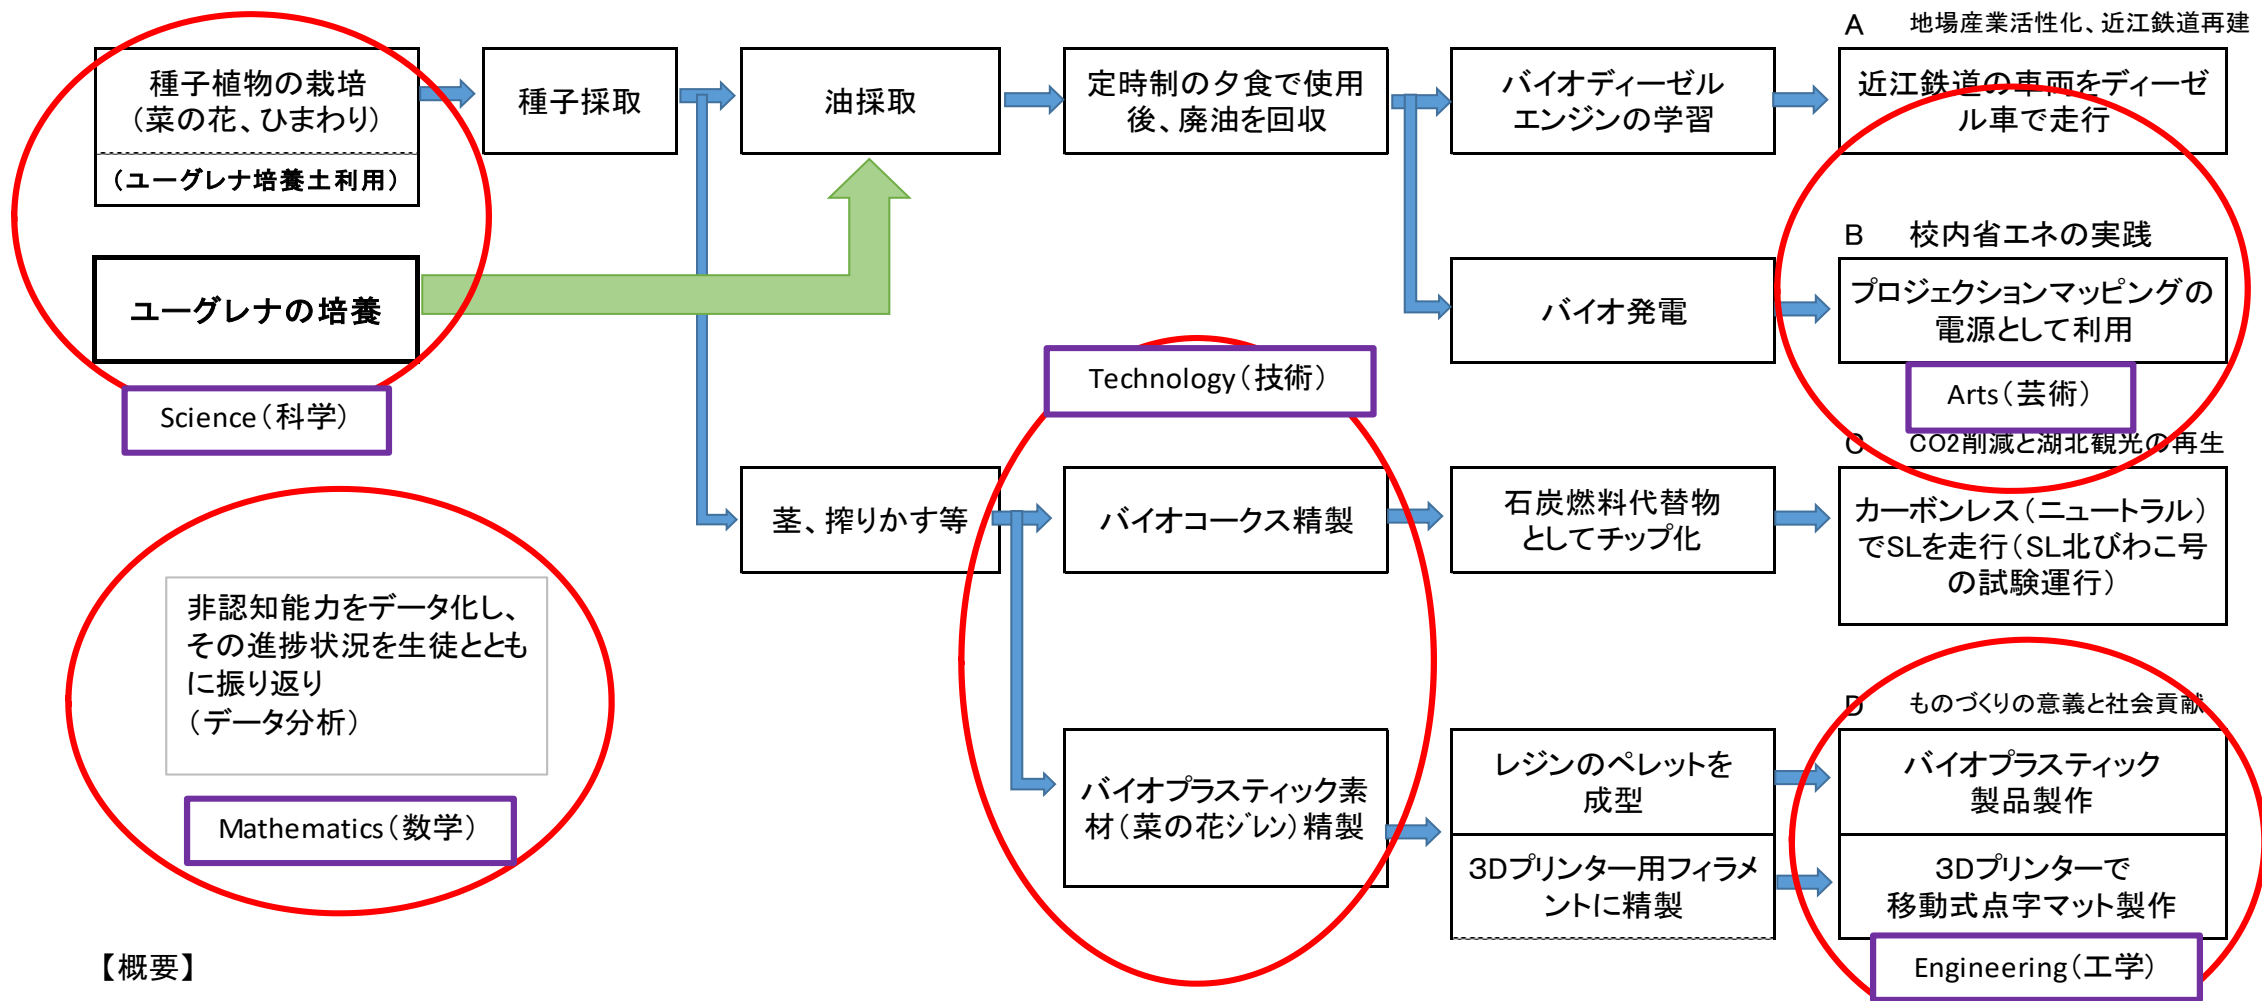 A　地場産業活性化、近江鉄道再建
種子植物の栽培
（菜の花、ひまわり）
（ユーグレナ培養土利用）
種子採取
油採取
定時制の夕食で使用
後、廃油を回収
バイオディーゼル
エンジンの学習
近江鉄道の車両をディーゼ
ル車で走行
B　校内省エネの実践
ユーグレナの培養
バイオ発電
プロジェクションマッピングの
電源として利用
Science（科学）
Technology（技術）
Arts（芸術）
C　CO2削減と湖北観光の再生
茎、搾りかす等
バイオコークス精製
石炭燃料代替物
としてチップ化
カーボンレス（ニュートラル）
でSLを走行（SL北びわこ号
の試験運行）
非認知能力をデータ化し、
その進捗状況を生徒ととも
に振り返り
（データ分析）
Mathematics（数学）
D　ものづくりの意義と社会貢献
バイオプラスティック素
材（菜の花ジレン）精製
レジンのペレットを
成型
バイオプラスティック
製品製作
3Dプリンター用フィラメ
ントに精製
3Dプリンターで
移動式点字マット製作
Engineering（工学）
【概要】